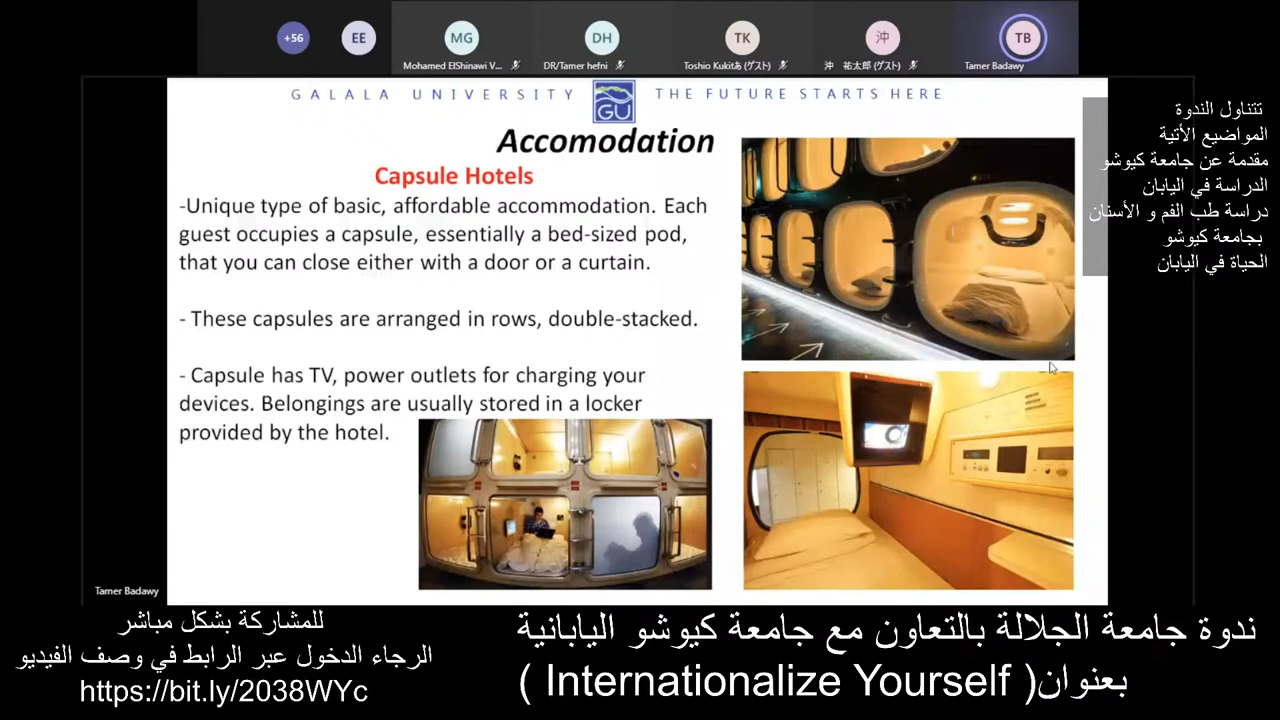 +56
EE
MG
Mohamed ElShinawi V...
DH
DR/Tamer hefni
TK
Toshio Kukitあ (ゲスト)
沖
沖 祐太郎 (ゲスト)
TB
Tamer Badawy
GALALA UNIVERSITY
GU
THE FUTURE STARTS HERE
Accomodation
Capsule Hotels
-Unique type of basic, affordable accommodation. Each
guest occupies a capsule, essentially a bed-sized pod,
that you can close either with a door or a curtain.
- These capsules are arranged in rows, double-stacked.
- Capsule has TV, power outlets for charging your
devices. Belongings are usually stored in a locker
provided by the hotel.
تتناول الندوة
المواضيع الأتية
مقدمة عن جامعة كيوشو
الدراسة في اليابان
دراسة طب الفم و الأسنان
بجامعة كيوشو
الحياة في اليابان
Tamer Badawy
للمشاركة بشكل مباشر
الرجاء الدخول عبر الرابط في وصف الفيديو
https://bit.ly/2038WYc
ندوة جامعة الجلالة بالتعاون مع جامعة كيوشو اليابانية
بعنوان( Internationalize Yourself )